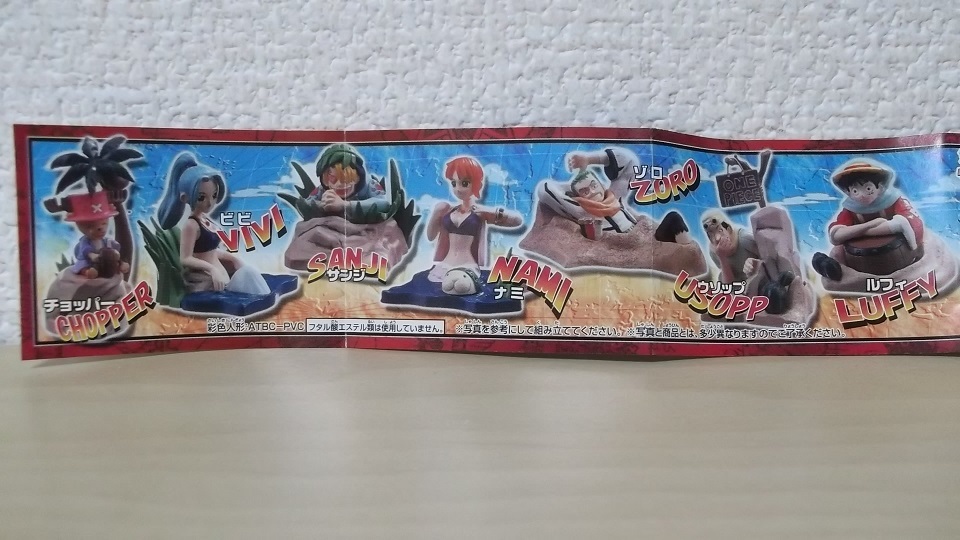 チョッパー
CHOPPER
ビビ
VIVI
SANJI
サンジ
NAMI
ナミ
ゾロ
ZORO
ONE PIECE
ウソップ
USOPP
ルフィ
LUFFY
彩色人形:ATBC-PVC フタル酸エステル類は使用していません。 ※写真を参考にして組み立ててください。 ※写真と商品とは、多少異なりますのでご了承ください。